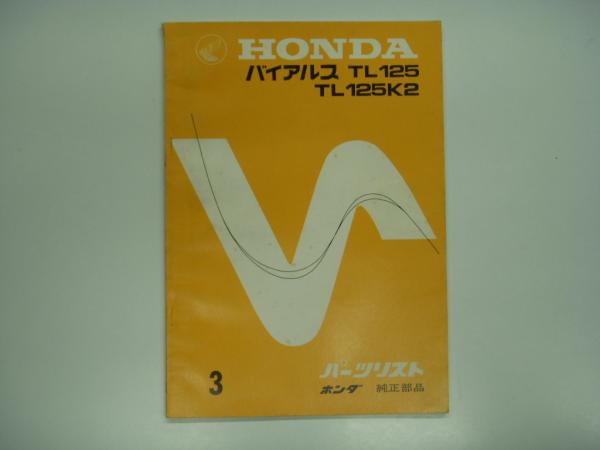 HONDA
バイアルス TL125
TL125K2
パーツリスト
3
ホンダ 純正部品